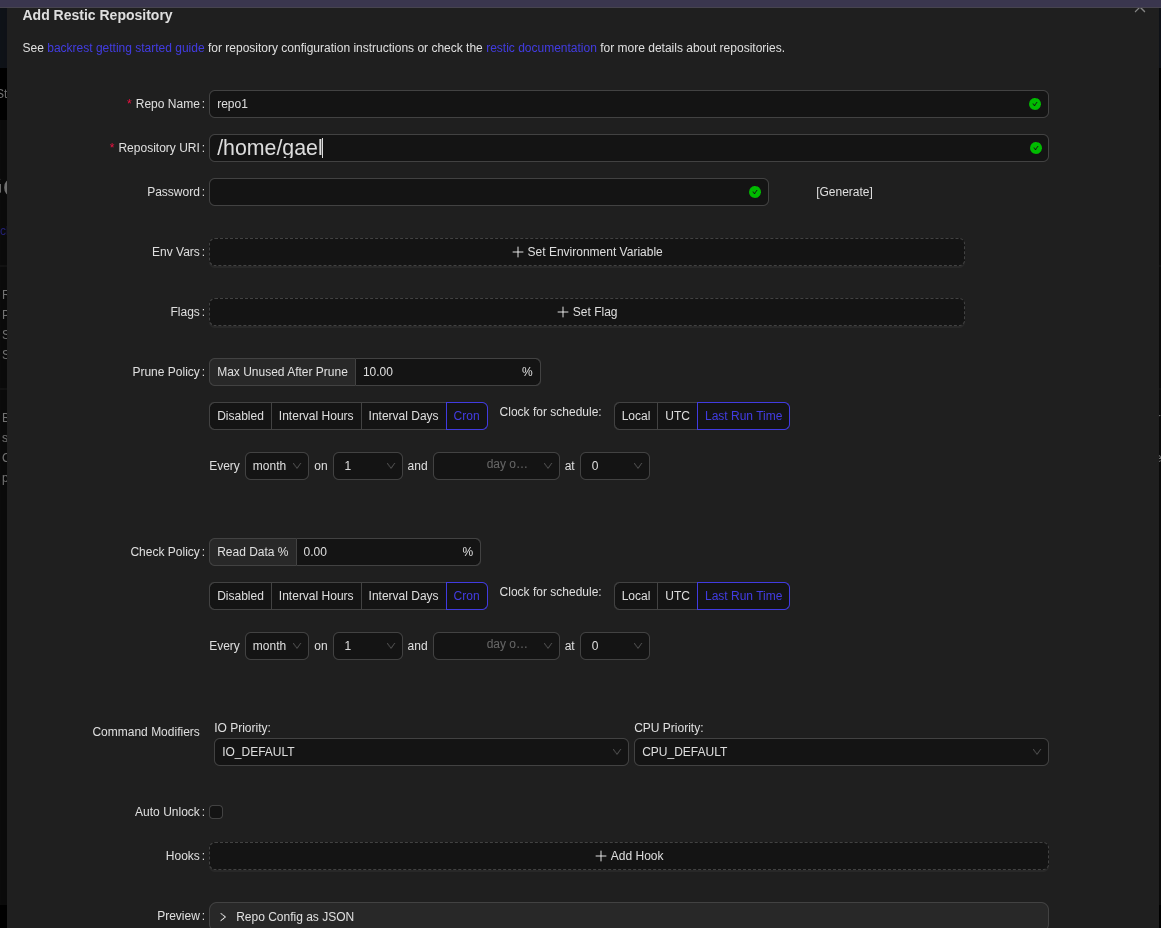 Add Restic Repository
See backrest getting started guide for repository configuration instructions or check the restic documentation for more details about repositories.
* Repo Name : repo1
* Repository URI : /home/gael
Password : [Generate]
Env Vars : + Set Environment Variable
Flags : + Set Flag
Prune Policy : Max Unused After Prune 10.00 %
Disabled Interval Hours Interval Days Cron Clock for schedule: Local UTC Last Run Time
Every month on 1 and day o... at 0
Check Policy : Read Data % 0.00 %
Disabled Interval Hours Interval Days Cron Clock for schedule: Local UTC Last Run Time
Every month on 1 and day o... at 0
Command Modifiers IO Priority: CPU Priority:
IO_DEFAULT CPU_DEFAULT
Auto Unlock :
Hooks : + Add Hook
Preview : Repo Config as JSON